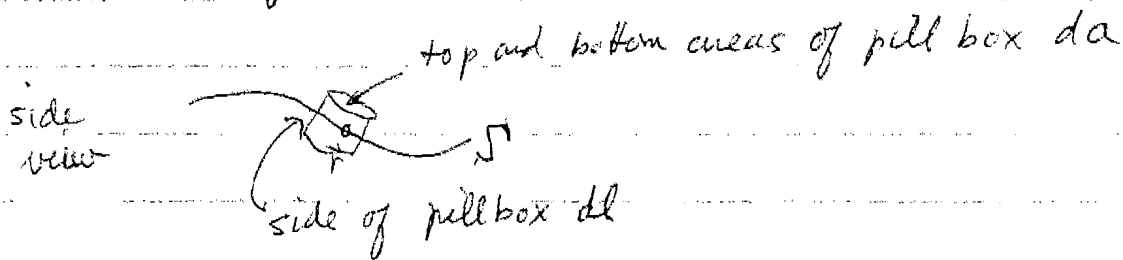 top and bottom areas of pill box da
side
view
r
S
side of pillbox dl